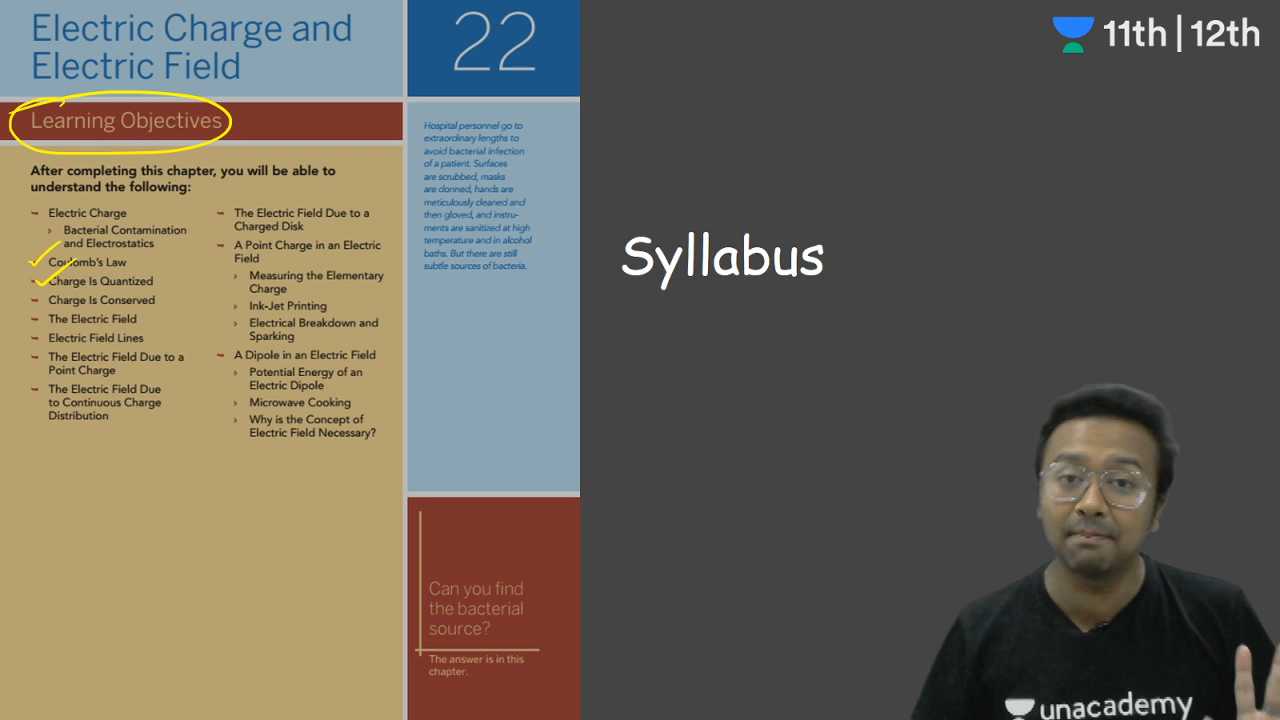 Electric Charge and
Electric Field
22
11th | 12th
Learning Objectives
After completing this chapter, you will be able to
understand the following:
Electric Charge
Bacterial Contamination
and Electrostatics
Coulomb's Law
Charge Is Quantized
Charge Is Conserved
The Electric Field
Electric Field Lines
The Electric Field Due to a
Point Charge
The Electric Field Due
to Continuous Charge
Distribution
The Electric Field Due to a
Charged Disk
A Point Charge in an Electric
Field
Measuring the Elementary
Charge
Ink-Jet Printing
Electrical Breakdown and
Sparking
A Dipole in an Electric Field
Potential Energy of an
Electric Dipole
Microwave Cooking
Why is the Concept of
Electric Field Necessary?
Hospital personnel go to
extraordinary lengths to
avoid bacterial infection
of a patient. Surfaces
are scrubbed, masks
are donned, hands are
meticulously cleaned and
then gloved, and instru-
ments are sanitized at high
temperature and in alcohol
baths. But there are still
subtle sources of bacteria.
Can you find
the bacterial
source?
The answer is in this
chapter.
Syllabus
unacademy